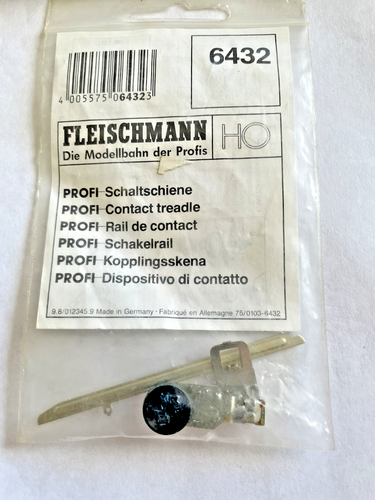 6432
4 005575 064323
FLEISCHMANN HO
Die Modellbahn der Profis
PROFI-Schaltschiene
PROFI-Contact treadle
PROFI-Rail de contact
PROFI-Schakelrail
PROFI-Kopplingsskena
PROFI-Dispositivo di contatto
9.8/012345.9 Made in Germany · Fabriqué en Allemagne 75/0103-6432